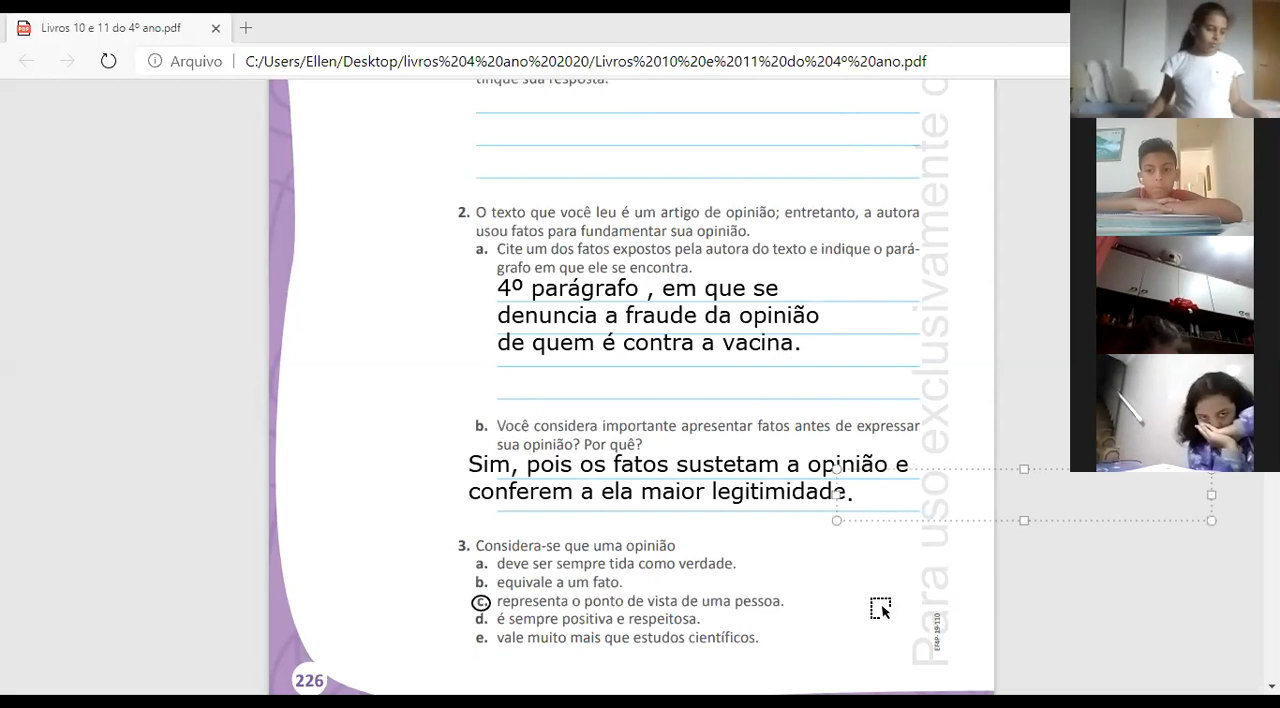 Livros 10 e 11 do 4º ano.pdf
Arquivo
C:/Users/Ellen/Desktop/livros%204%20ano%202020/Livros%2010%20e%2011%20do%204º%20ano.pdf
tifique sua resposta.
2. O texto que você leu é um artigo de opinião; entretanto, a autora
usou fatos para fundamentar sua opinião.
a. Cite um dos fatos expostos pela autora do texto e indique o pará-
grafo em que ele se encontra.
4º parágrafo , em que se
denuncia a fraude da opinião
de quem é contra a vacina.
b. Você considera importante apresentar fatos antes de expressar
sua opinião? Por quê?
Sim, pois os fatos sustetam a opinião e
conferem a ela maior legitimidade.
3. Considera-se que uma opinião
a. deve ser sempre tida como verdade.
b. equivale a um fato.
c. representa o ponto de vista de uma pessoa.
d. é sempre positiva e respeitosa.
e. vale muito mais que estudos científicos.
226
Para uso exclusivamente
EF4P-19-110